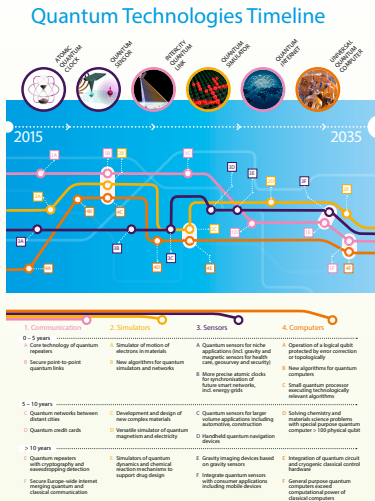 Quantum Technologies Timeline
ATOMIC
QUANTUM
CLOCK
QUANTUM
SENSOR
INTERCITY
QUANTUM
LINK
QUANTUM
SIMULATOR
QUANTUM
INTERNET
UNIVERSAL
QUANTUM
COMPUTER
2015
2035
1. Communication
2. Simulators
3. Sensors
4. Computers
0 – 5 years
A Core technology of quantum
repeaters
B Secure point-to-point
quantum links
A Simulator of motion of
electrons in materials
B New algorithms for quantum
simulators and networks
A Quantum sensors for niche
applications (incl. gravity and
magnetic sensors for health
care, geosurvey and security)
B More precise atomic clocks
for synchronisation of
future smart networks,
incl. energy grids
A Operation of a logical qubit
protected by error correction
or topologically
B New algorithms for quantum
computers
C Small quantum processor
executing technologically
relevant algorithms
5 – 10 years
C Quantum networks between
distant cities
D Quantum credit cards
C Development and design of
new complex materials
D Versatile simulator of quantum
magnetism and electricity
C Quantum sensors for larger
volume applications including
automotive, construction
D Handheld quantum navigation
devices
D Solving chemistry and
materials science problems
with special purpose quantum
computer > 100 physical qubit
> 10 years
E Quantum repeaters
with cryptography and
eavesdropping detection
F Secure Europe-wide internet
merging quantum and
classical communication
E Simulators of quantum
dynamics and chemical
reaction mechanisms to
support drug design
E Gravity imaging devices based
on gravity sensors
F Integrate quantum sensors
with consumer applications
including mobile devices
E Integration of quantum circuit
and cryogenic classical control
hardware
F General purpose quantum
computers exceed
computational power of
classical computers